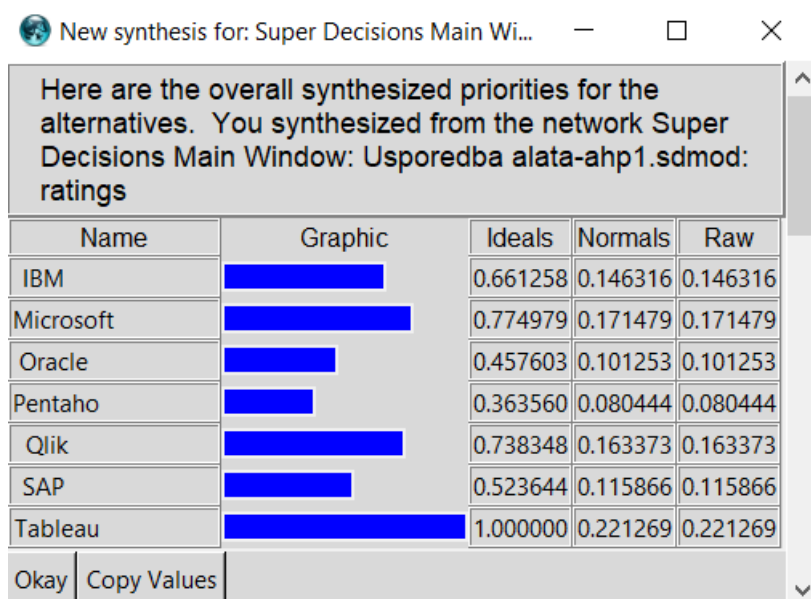 New synthesis for: Super Decisions Main Wi...
Here are the overall synthesized priorities for the
alternatives. You synthesized from the network Super
Decisions Main Window: Usporedba alata-ahp1.sdmod:
ratings
Name Graphic Ideals Normals Raw
IBM 0.661258 0.146316 0.146316
Microsoft 0.774979 0.171479 0.171479
Oracle 0.457603 0.101253 0.101253
Pentaho 0.363560 0.080444 0.080444
Qlik 0.738348 0.163373 0.163373
SAP 0.523644 0.115866 0.115866
Tableau 1.000000 0.221269 0.221269
Okay Copy Values